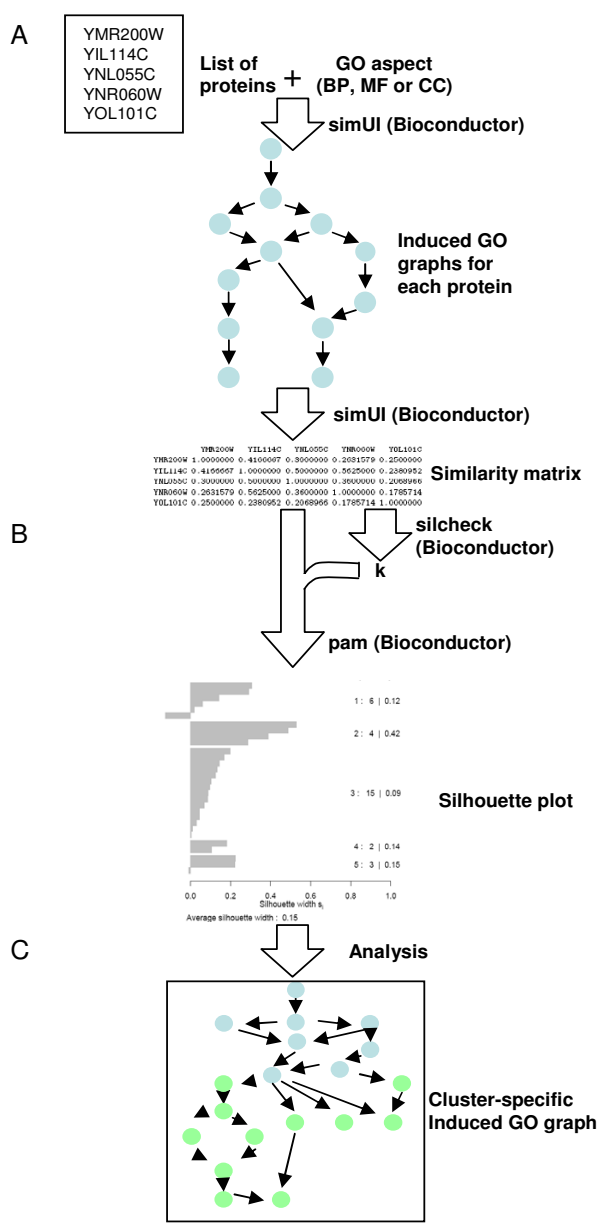 A
YMR200W
YIL114C
YNL055C
YNR060W
YOL101C
List of proteins + GO aspect (BP, MF or CC)
simUI (Bioconductor)
Induced GO
graphs for
each protein
simUI (Bioconductor)
YMR200W YIL114C YNL055C YNR060W YOL101C
YMR200W 1.0000000 0.4166667 0.3000000 0.2631579 0.2500000
YIL114C 0.4166667 1.0000000 0.5000000 0.5625000 0.2380952
YNL055C 0.3000000 0.5000000 1.0000000 0.3600000 0.2068966
YNR060W 0.2631579 0.5625000 0.3600000 1.0000000 0.1785714
YOL101C 0.2500000 0.2380952 0.2068966 0.1785714 1.0000000
Similarity matrix
B
silcheck
(Bioconductor)
k
pam (Bioconductor)
1 : 6 | 0.12
2 : 4 | 0.42
3 : 15 | 0.09
4 : 2 | 0.14
5 : 3 | 0.15
Silhouette plot
0.0 0.2 0.4 0.6 0.8 1.0
Silhouette width si
Average silhouette width : 0.15
C
Analysis
Cluster-specific
Induced GO graph